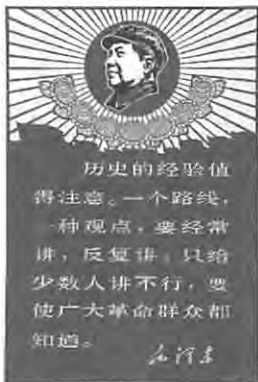 历史的经验值
得注意。一个路线，
一种观点，要经常
讲，反复讲。只给
少数人讲不行，要
使广大革命群众都
知道。
毛泽东